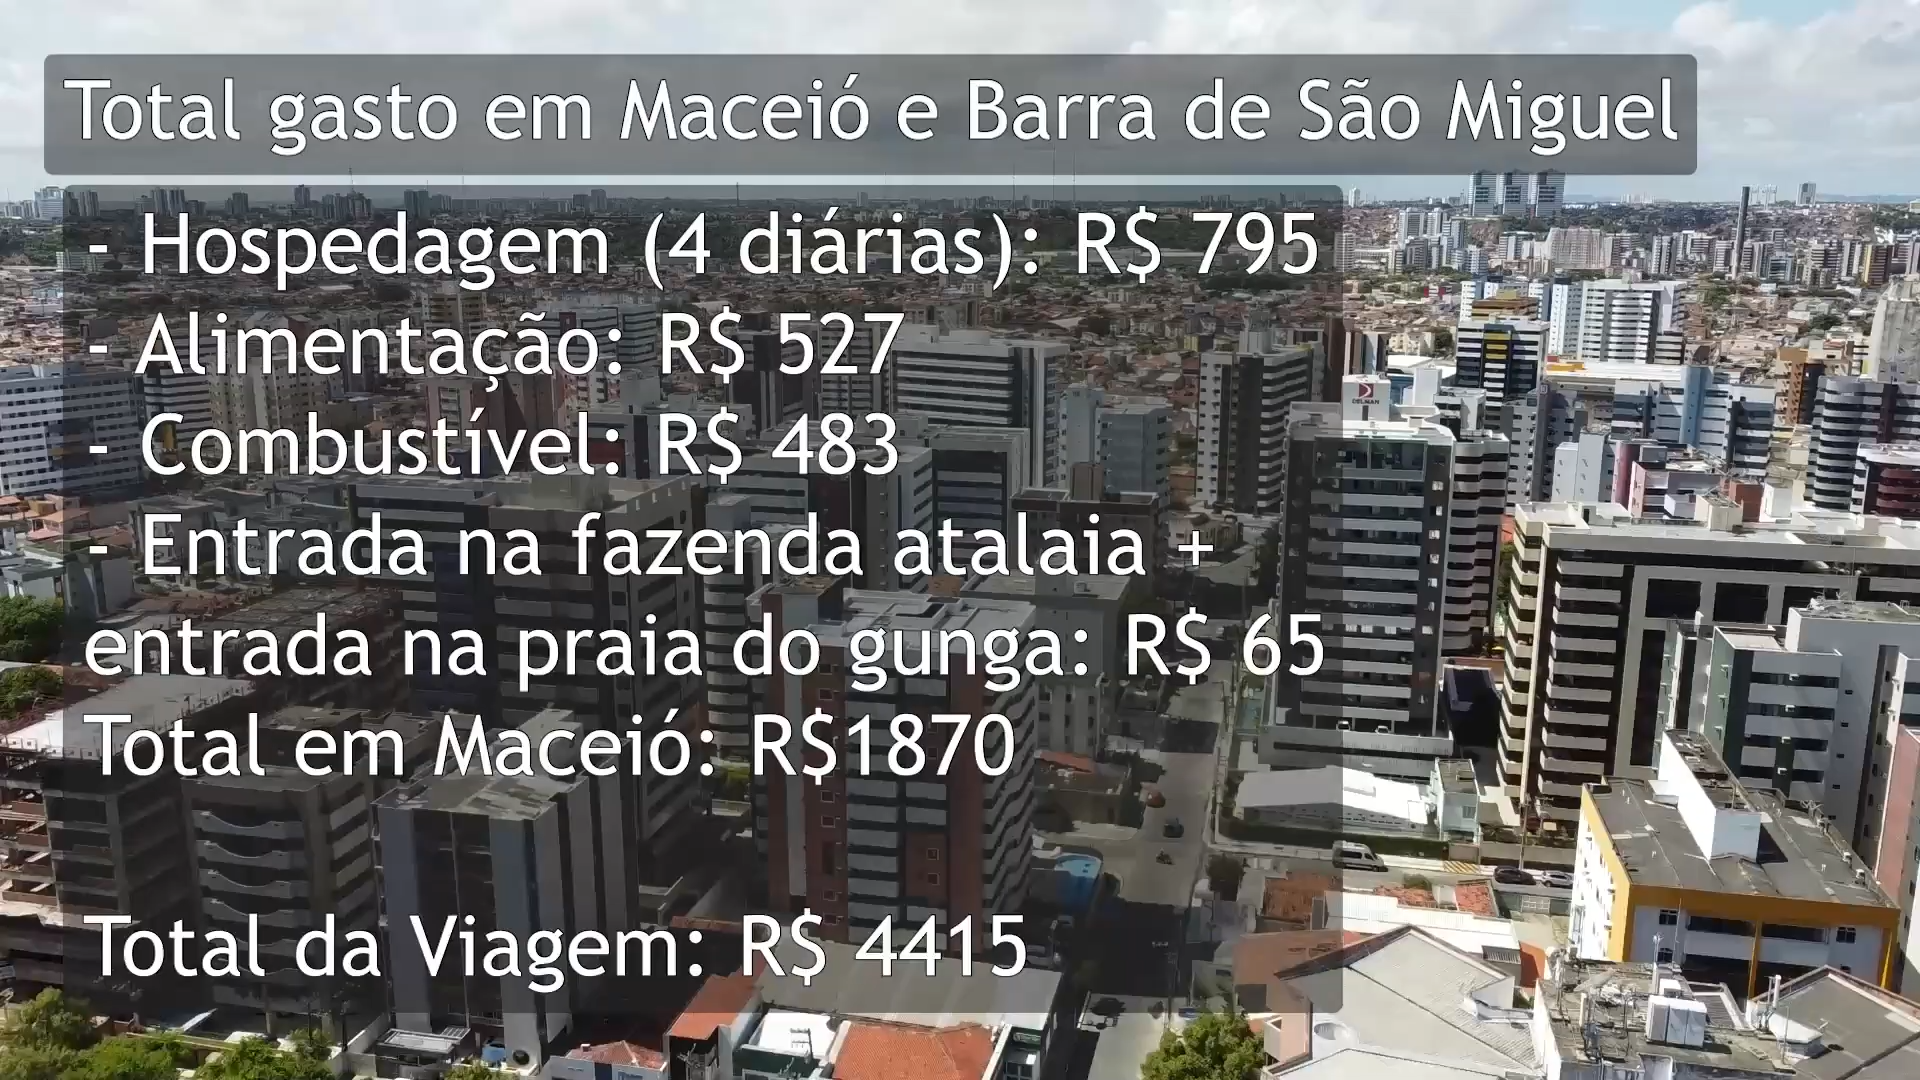 Total gasto em Maceió e Barra de São Miguel
- Hospedagem (4 diárias): R$ 795
- Alimentação: R$ 527
- Combustível: R$ 483
- Entrada na fazenda atalaia +
entrada na praia do gunga: R$ 65
Total em Maceió: R$1870
Total da Viagem: R$ 4415
DELMAN